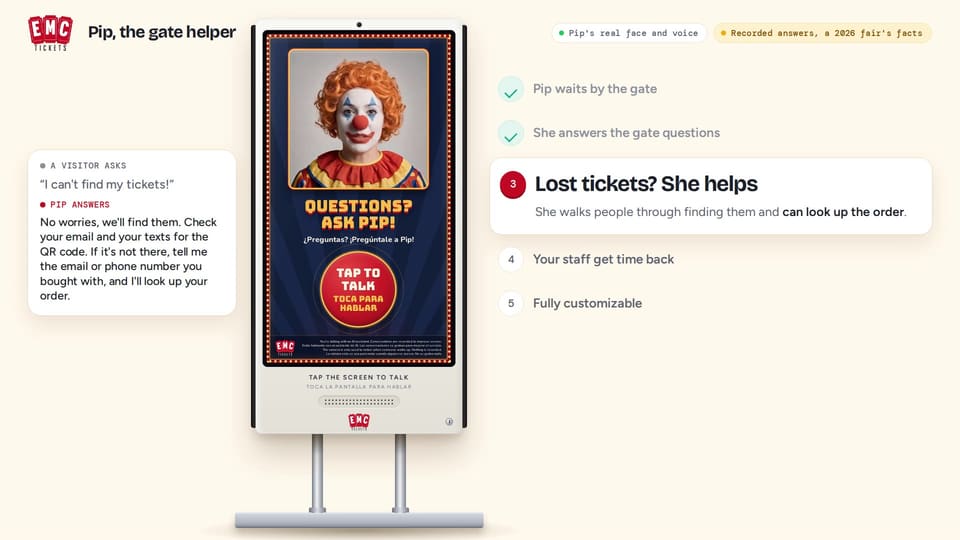 EMC
TICKETS
Pip, the gate helper
Pip's real face and voice
Recorded answers, a 2026 fair's facts
A VISITOR ASKS
“I can't find my tickets!”
PIP ANSWERS
No worries, we'll find them. Check
your email and your texts for the
QR code. If it's not there, tell me
the email or phone number you
bought with, and I'll look up your
order.
QUESTIONS?
ASK PIP!
¿Preguntas? ¡Pregúntale a Pip!
TAP TO
TALK
TOCA PARA
HABLAR
EMC
TICKETS
TAP THE SCREEN TO TALK
TOCA LA PANTALLA PARA HABLAR
EMC
TICKETS
Pip waits by the gate
She answers the gate questions
3
Lost tickets? She helps
She walks people through finding them and can look up the order.
4
Your staff get time back
5
Fully customizable